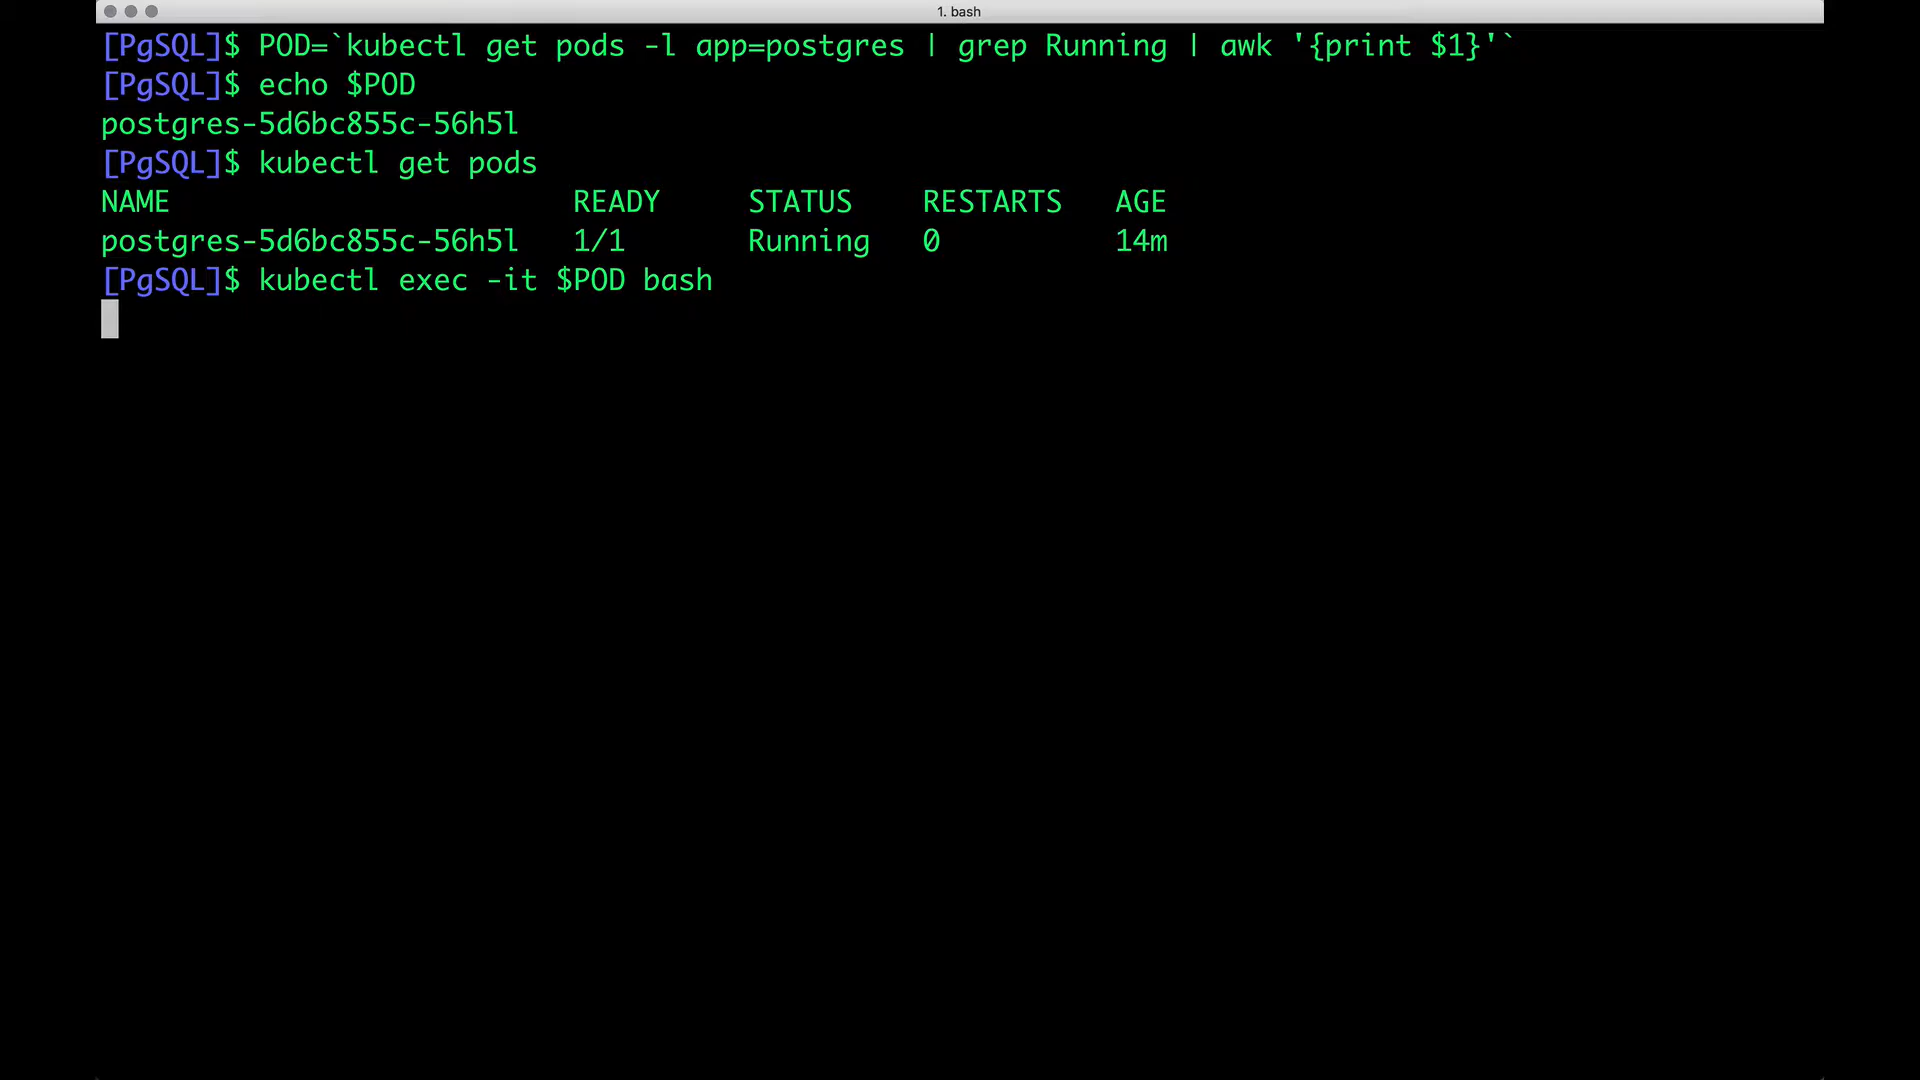 1. bash
[PgSQL]$ POD=`kubectl get pods -l app=postgres | grep Running | awk '{print $1}'`
[PgSQL]$ echo $POD
postgres-5d6bc855c-56h5l
[PgSQL]$ kubectl get pods
NAME READY STATUS RESTARTS AGE
postgres-5d6bc855c-56h5l 1/1 Running 0 14m
[PgSQL]$ kubectl exec -it $POD bash